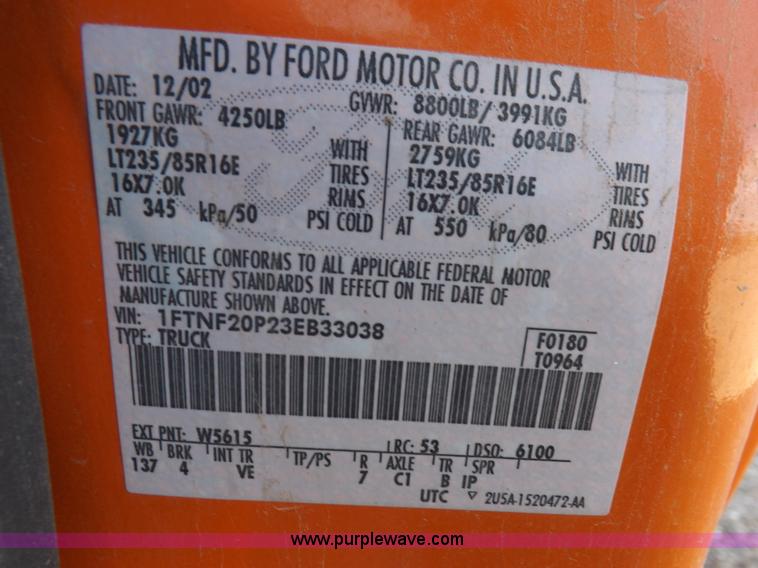 MFD. BY FORD MOTOR CO. IN U.S.A.
DATE: 12/02 GVWR: 8800LB/ 3991KG
FRONT GAWR: 4250LB REAR GAWR: 6084LB
1927KG WITH 2759KG WITH
LT235/85R16E TIRES LT235/85R16E TIRES
16X7.0K RIMS 16X7.0K RIMS
AT 345 kPa/50 PSI COLD AT 550 kPa/80 PSI COLD
THIS VEHICLE CONFORMS TO ALL APPLICABLE FEDERAL MOTOR
VEHICLE SAFETY STANDARDS IN EFFECT ON THE DATE OF
MANUFACTURE SHOWN ABOVE.
VIN: 1FTNF20P23EB33038
TYPE: TRUCK F0180
T0964
EXT PNT: W5615 RC: 53 DSO: 6100
WB BRK INT TR TP/PS R AXLE TR SPR
137 4 VE 7 C1 B IP
UTC ▽ 2U5A-1520472-AA
www.purplewave.com